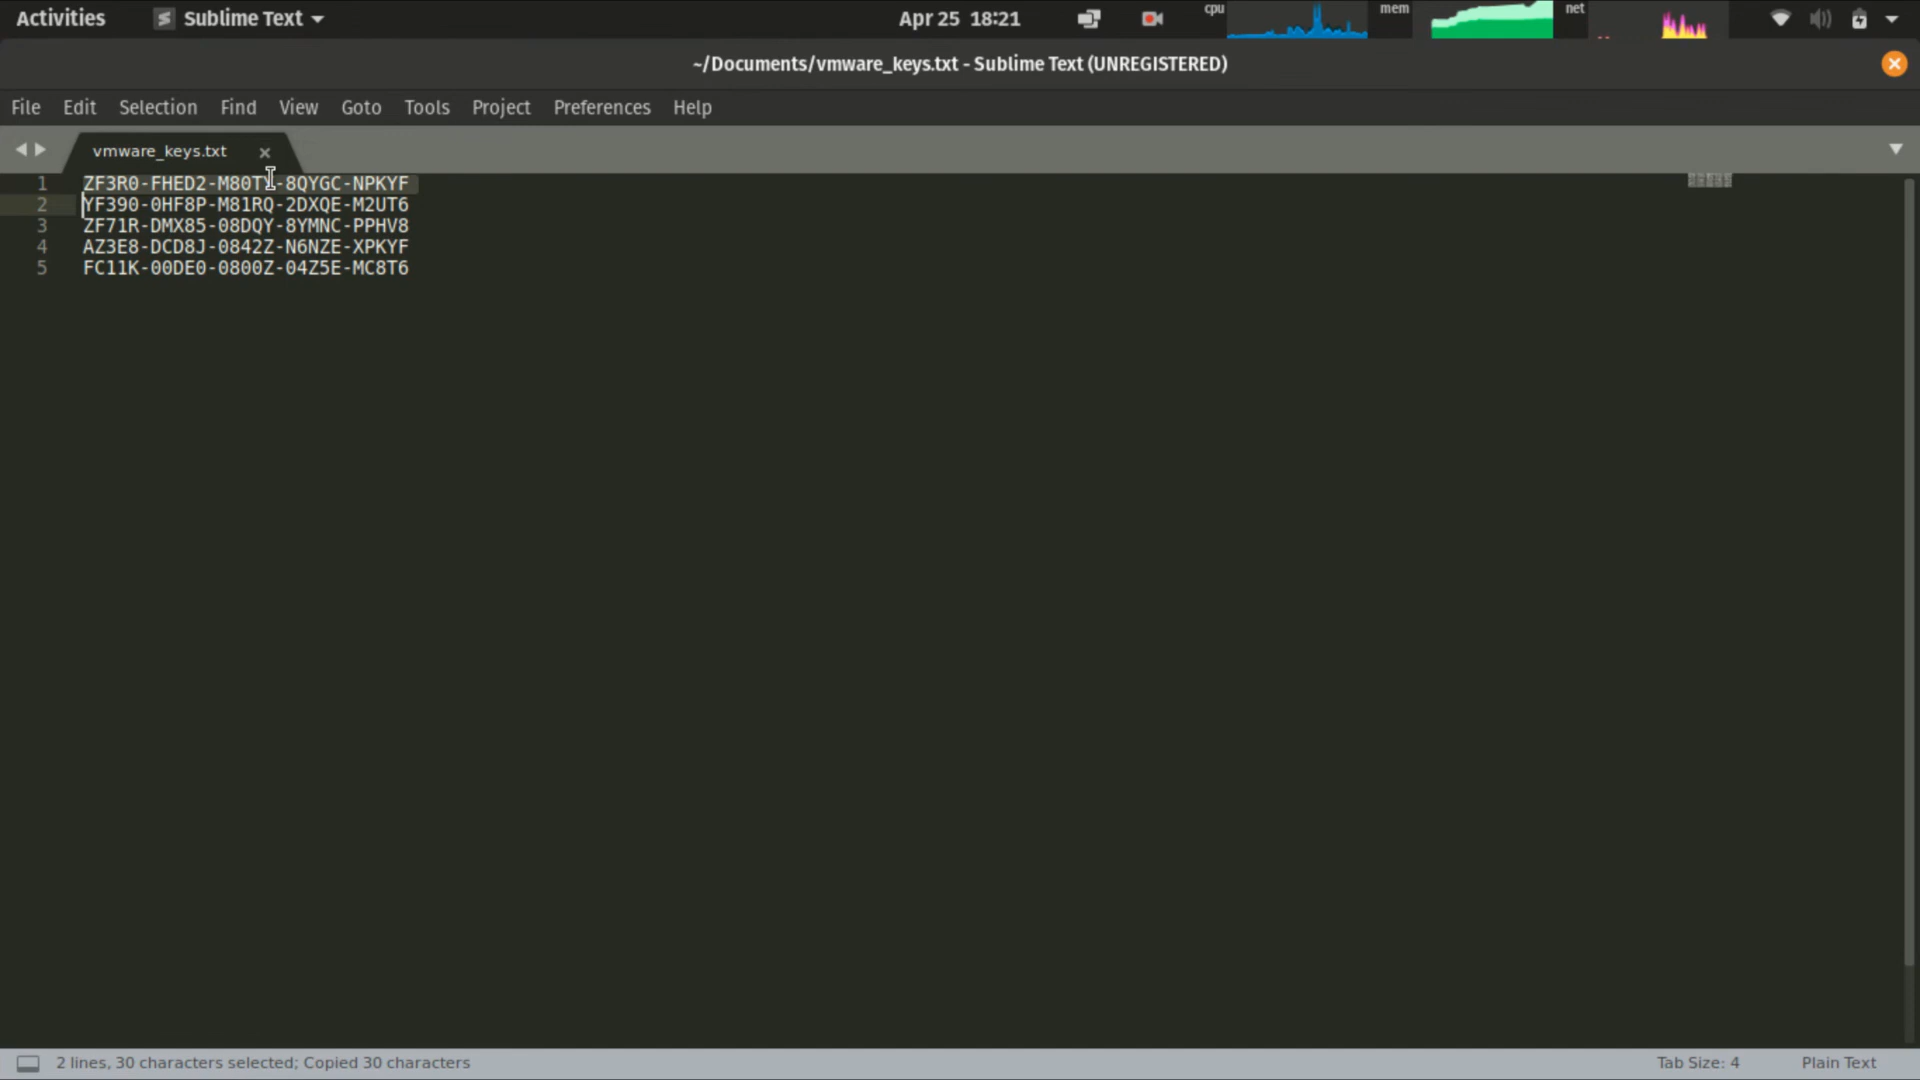 Activities
Sublime Text
Apr 25 18:21
cpu
mem
net
~/Documents/vmware_keys.txt - Sublime Text (UNREGISTERED)
File Edit Selection Find View Goto Tools Project Preferences Help
vmware_keys.txt
1 ZF3R0-FHED2-M80TY-8QYGC-NPKYF
2 YF390-0HF8P-M81RQ-2DXQE-M2UT6
3 ZF71R-DMX85-08DQY-8YMNC-PPHV8
4 AZ3E8-DCD8J-0842Z-N6NZE-XPKYF
5 FC11K-00DE0-0800Z-04Z5E-MC8T6
2 lines, 30 characters selected; Copied 30 characters
Tab Size: 4
Plain Text